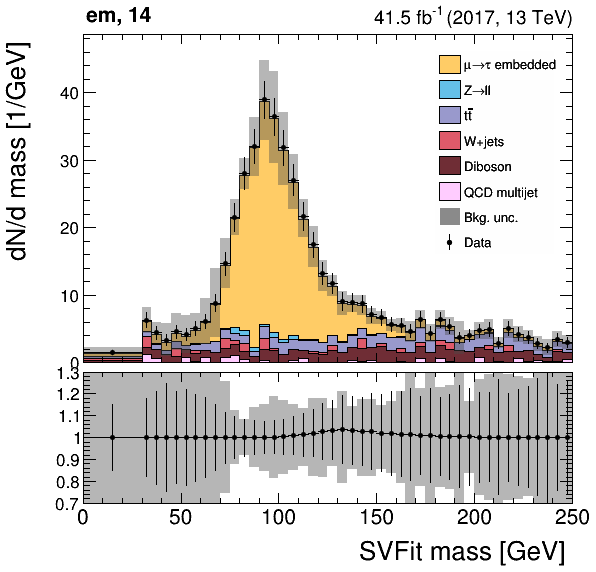 em, 14
41.5 fb⁻¹ (2017, 13 TeV)
dN/d mass [1/GeV]
40
30
20
10
0
μ→τ embedded
Z→ll
tt̅
W+jets
Diboson
QCD multijet
Bkg. unc.
Data
1.3
1.2
1.1
1
0.9
0.8
0.7
0 50 100 150 200 250
SVFit mass [GeV]